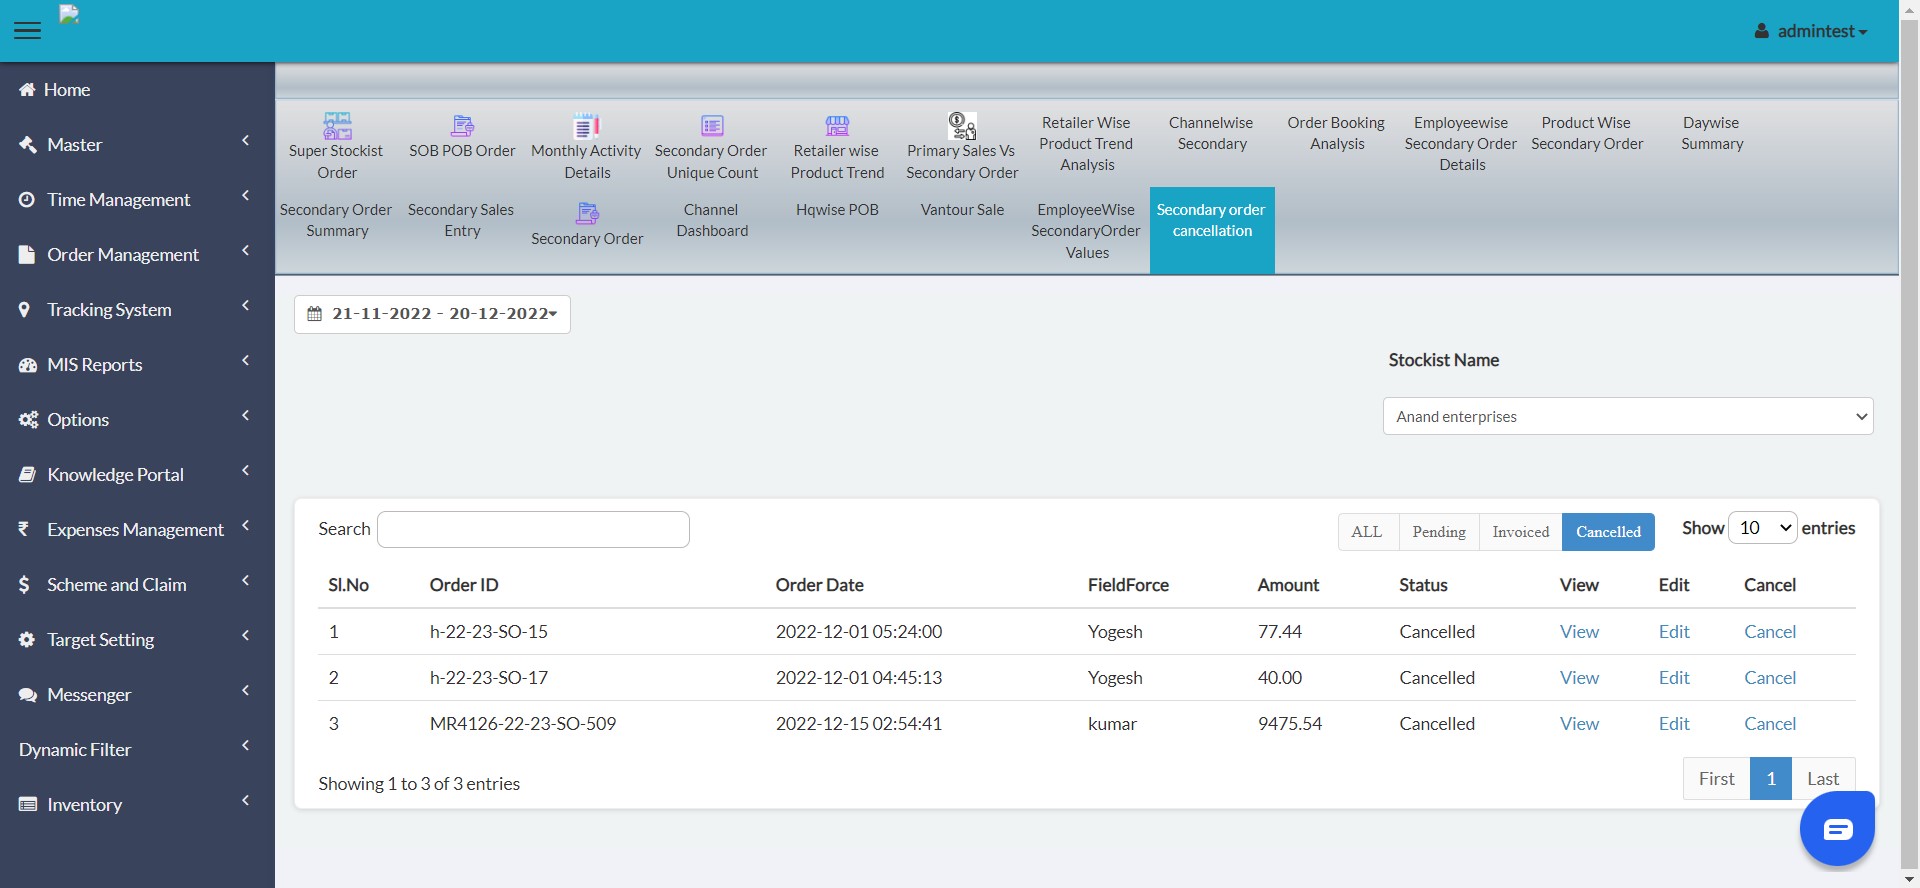 admintest
Home
Master
Time Management
Order Management
Tracking System
MIS Reports
Options
Knowledge Portal
Expenses Management
Scheme and Claim
Target Setting
Messenger
Dynamic Filter
Inventory
Super Stockist
Order
SOB POB Order
Monthly Activity
Details
Secondary Order
Unique Count
Retailer wise
Product Trend
Primary Sales Vs
Secondary Order
Retailer Wise
Product Trend
Analysis
Channelwise
Secondary
Order Booking
Analysis
Employeewise
Secondary Order
Details
Product Wise
Secondary Order
Daywise
Summary
Secondary Order
Summary
Secondary Sales
Entry
Secondary Order
Channel
Dashboard
Hqwise POB
Vantour Sale
EmployeeWise
SecondaryOrder
Values
Secondary order
cancellation
21-11-2022 - 20-12-2022
Stockist Name
Anand enterprises
Search
ALL Pending Invoiced Cancelled Show 10 entries
Sl.No Order ID Order Date FieldForce Amount Status View Edit Cancel
1 h-22-23-SO-15 2022-12-01 05:24:00 Yogesh 77.44 Cancelled View Edit Cancel
2 h-22-23-SO-17 2022-12-01 04:45:13 Yogesh 40.00 Cancelled View Edit Cancel
3 MR4126-22-23-SO-509 2022-12-15 02:54:41 kumar 9475.54 Cancelled View Edit Cancel
Showing 1 to 3 of 3 entries
First 1 Last